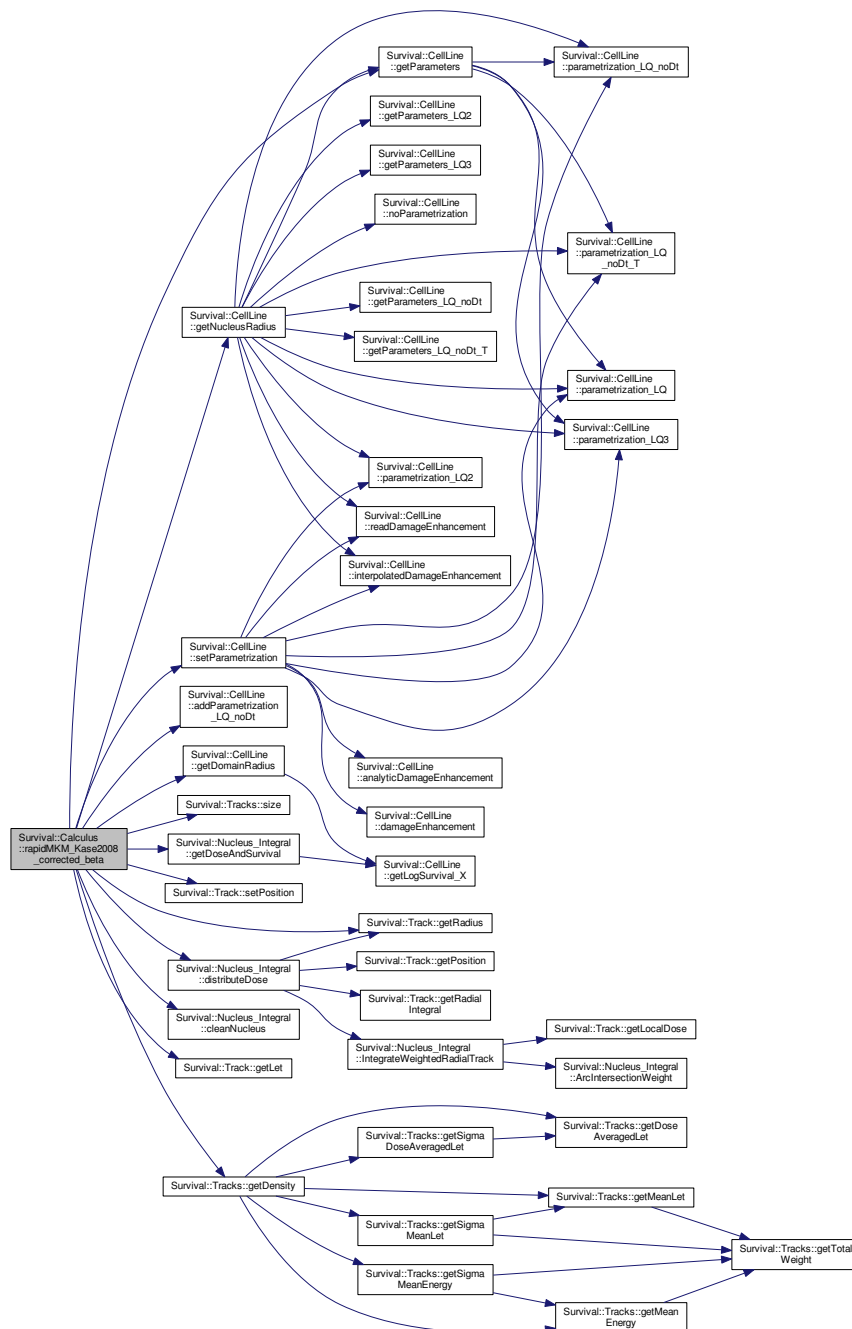 Survival::CellLine
::getParameters
Survival::CellLine
::parametrization_LQ_noDt
Survival::CellLine
::getParameters_LQ2
Survival::CellLine
::getParameters_LQ3
Survival::CellLine
::noParametrization
Survival::CellLine
::parametrization_LQ
_noDt_T
Survival::CellLine
::getParameters_LQ_noDt
Survival::CellLine
::getNucleusRadius
Survival::CellLine
::getParameters_LQ_noDt_T
Survival::CellLine
::parametrization_LQ
Survival::CellLine
::parametrization_LQ3
Survival::CellLine
::parametrization_LQ2
Survival::CellLine
::readDamageEnhancement
Survival::CellLine
::interpolatedDamageEnhancement
Survival::CellLine
::setParametrization
Survival::CellLine
::addParametrization
_LQ_noDt
Survival::CellLine
::getDomainRadius
Survival::CellLine
::analyticDamageEnhancement
Survival::Tracks::size
Survival::CellLine
::damageEnhancement
Survival::Calculus
::rapidMKM_Kase2008
_corrected_beta
Survival::Nucleus_Integral
::getDoseAndSurvival
Survival::CellLine
::getLogSurvival_X
Survival::Track::setPosition
Survival::Track::getRadius
Survival::Nucleus_Integral
::distributeDose
Survival::Track::getPosition
Survival::Track::getRadial
Integral
Survival::Nucleus_Integral
::cleanNucleus
Survival::Track::getLocalDose
Survival::Nucleus_Integral
::IntegrateWeightedRadialTrack
Survival::Track::getLet
Survival::Nucleus_Integral
::ArcIntersectionWeight
Survival::Tracks::getDose
AveragedLet
Survival::Tracks::getSigma
DoseAveragedLet
Survival::Tracks::getDensity
Survival::Tracks::getMeanLet
Survival::Tracks::getSigma
MeanLet
Survival::Tracks::getTotal
Weight
Survival::Tracks::getSigma
MeanEnergy
Survival::Tracks::getMean
Energy